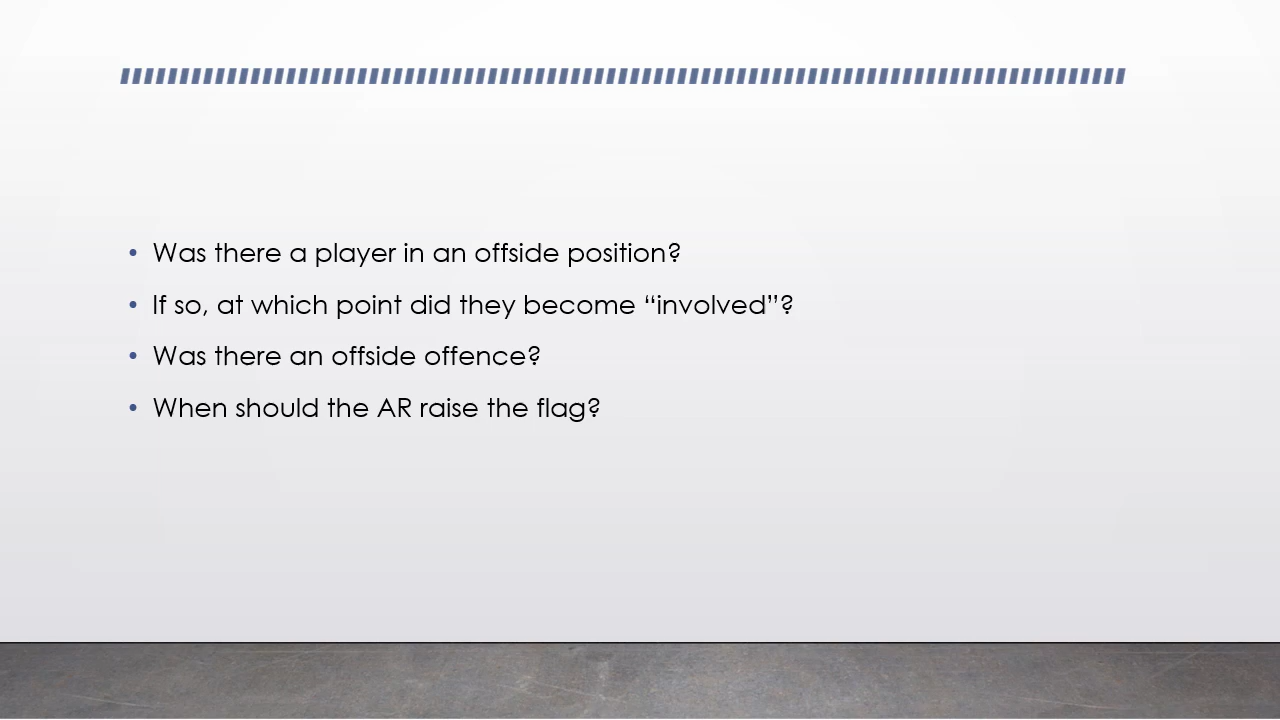 • Was there a player in an offside position?
• If so, at which point did they become “involved”?
• Was there an offside offence?
• When should the AR raise the flag?